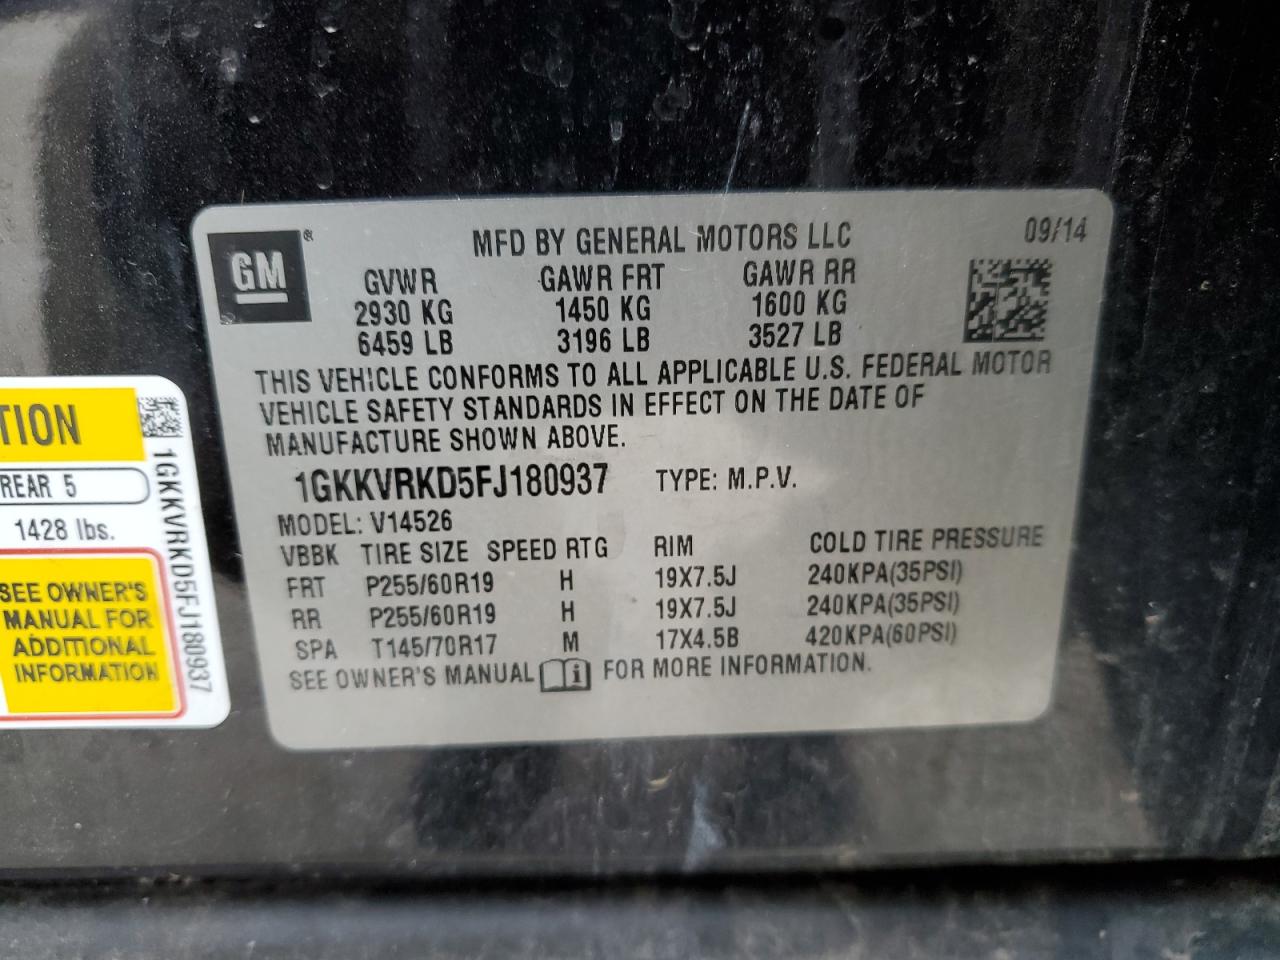 GM®
MFD BY GENERAL MOTORS LLC 09/14
GVWR GAWR FRT GAWR RR
2930 KG 1450 KG 1600 KG
6459 LB 3196 LB 3527 LB
THIS VEHICLE CONFORMS TO ALL APPLICABLE U.S. FEDERAL MOTOR
VEHICLE SAFETY STANDARDS IN EFFECT ON THE DATE OF
MANUFACTURE SHOWN ABOVE.
1GKKVRKD5FJ180937 TYPE: M.P.V.
MODEL: V14526
VBBK TIRE SIZE SPEED RTG RIM COLD TIRE PRESSURE
FRT P255/60R19 H 19X7.5J 240KPA(35PSI)
RR P255/60R19 H 19X7.5J 240KPA(35PSI)
SPA T145/70R17 M 17X4.5B 420KPA(60PSI)
SEE OWNER'S MANUAL i FOR MORE INFORMATION.
TION
REAR 5
1428 lbs.
SEE OWNER'S
MANUAL FOR
ADDITIONAL
INFORMATION
1GKKVRKD5FJ180937